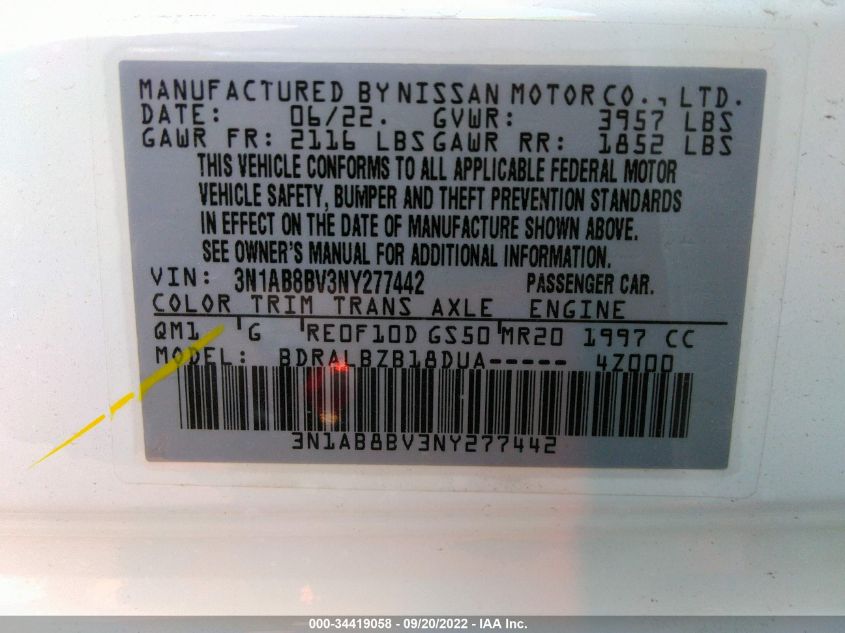 MANUFACTURED BY NISSAN MOTOR CO., LTD.
DATE: 06/22. GVWR: 3957 LBS
GAWR FR: 2116 LBS GAWR RR: 1852 LBS
THIS VEHICLE CONFORMS TO ALL APPLICABLE FEDERAL MOTOR
VEHICLE SAFETY, BUMPER AND THEFT PREVENTION STANDARDS
IN EFFECT ON THE DATE OF MANUFACTURE SHOWN ABOVE.
SEE OWNER'S MANUAL FOR ADDITIONAL INFORMATION.
VIN: 3N1AB8BV3NY277442 PASSENGER CAR.
COLOR TRIM TRANS AXLE ENGINE
QM1 G RE0F10D GS50 MR20 1997 CC
MODEL: BDRALBZB18DUA----- 4Z000
3N1AB8BV3NY277442
000-34419058 - 09/20/2022 - IAA Inc.